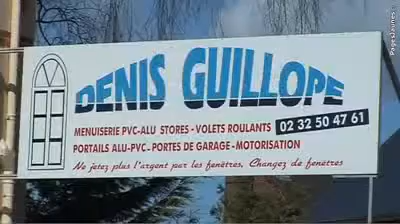 DENIS GUILLOPE
MENUISERIE PVC-ALU STORES - VOLETS ROULANTS 02 32 50 47 61
PORTAILS ALU-PVC- PORTES DE GARAGE - MOTORISATION
Ne jetez plus l'argent par les fenêtres, Changez de fenêtres
PagesJaunes